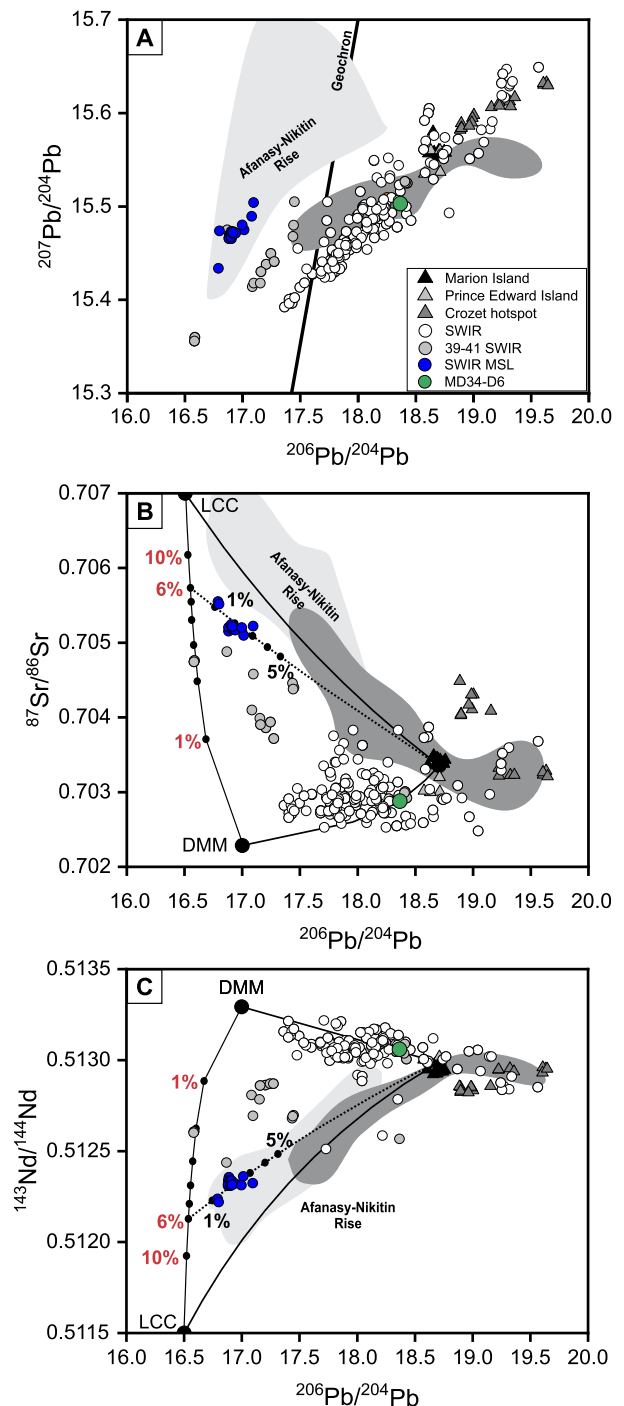 A
15.7
15.6
15.5
15.4
15.3
207Pb/204Pb
Geochron
Afanasy-Nikitin
Rise
Marion Island
Prince Edward Island
Crozet hotspot
SWIR
39-41 SWIR
SWIR MSL
MD34-D6
16.0 16.5 17.0 17.5 18.0 18.5 19.0 19.5 20.0
206Pb/204Pb
B
0.707
0.706
0.705
0.704
0.703
0.702
87Sr/86Sr
LCC
10%
6%
1%
1%
5%
Afanasy-Nikitin
Rise
DMM
16.0 16.5 17.0 17.5 18.0 18.5 19.0 19.5 20.0
206Pb/204Pb
C
0.5135
0.5130
0.5125
0.5120
0.5115
143Nd/144Nd
DMM
1%
5%
6%
1%
10%
Afanasy-Nikitin
Rise
LCC
16.0 16.5 17.0 17.5 18.0 18.5 19.0 19.5 20.0
206Pb/204Pb